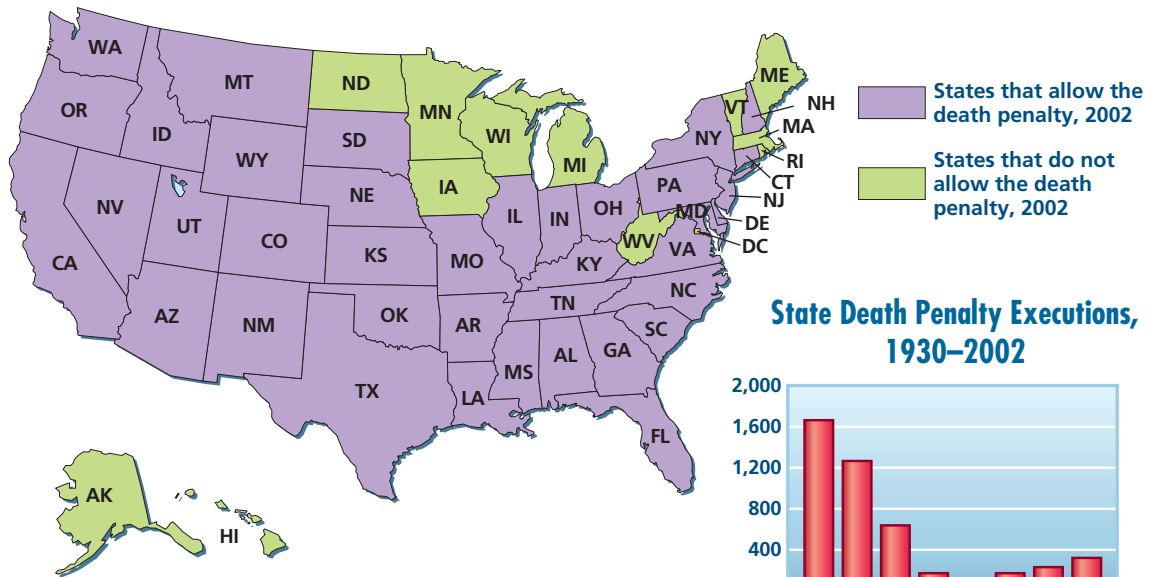 WA
MT
ND
MN
ME
OR
ID
WY
SD
WI
MI
VT
NH
NY
MA
RI
CT
NV
UT
CO
NE
IA
IL
IN
OH
PA
NJ
MD
DE
DC
CA
AZ
NM
KS
MO
KY
WV
VA
OK
AR
TN
NC
SC
TX
LA
MS
AL
GA
FL
AK
HI
States that allow the
death penalty, 2002
States that do not
allow the death
penalty, 2002
State Death Penalty Executions,
1930–2002
2,000
1,600
1,200
800
400